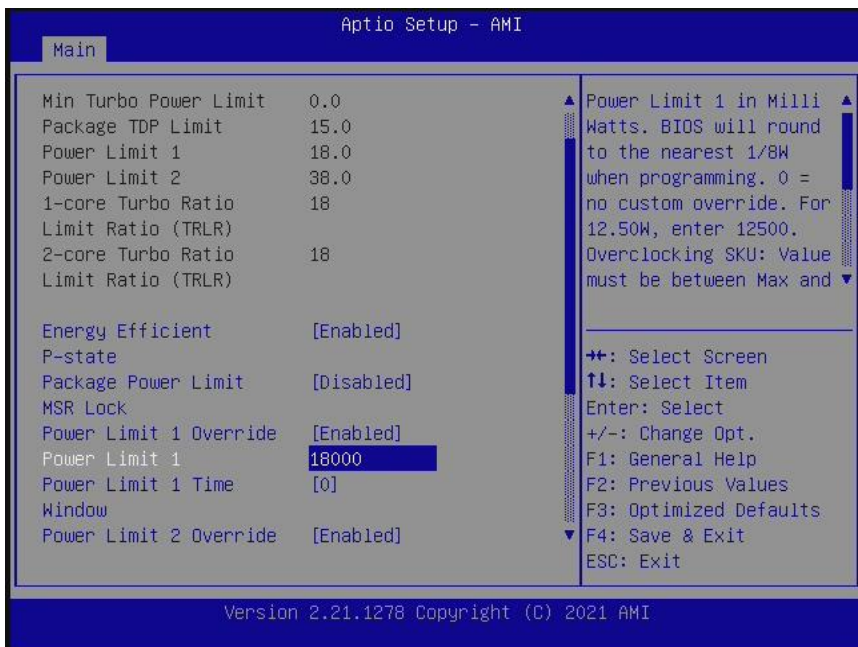 Aptio Setup – AMI
Main
Min Turbo Power Limit 0.0
Package TDP Limit 15.0
Power Limit 1 18.0
Power Limit 2 38.0
1-core Turbo Ratio 18
Limit Ratio (TRLR)
2-core Turbo Ratio 18
Limit Ratio (TRLR)
Energy Efficient [Enabled]
P-state
Package Power Limit [Disabled]
MSR Lock
Power Limit 1 Override [Enabled]
Power Limit 1 18000
Power Limit 1 Time [0]
Window
Power Limit 2 Override [Enabled]
Power Limit 1 in Milli
Watts. BIOS will round
to the nearest 1/8W
when programming. 0 =
no custom override. For
12.50W, enter 12500.
Overclocking SKU: Value
must be between Max and
→←: Select Screen
↑↓: Select Item
Enter: Select
+/-: Change Opt.
F1: General Help
F2: Previous Values
F3: Optimized Defaults
F4: Save & Exit
ESC: Exit
Version 2.21.1278 Copyright (C) 2021 AMI